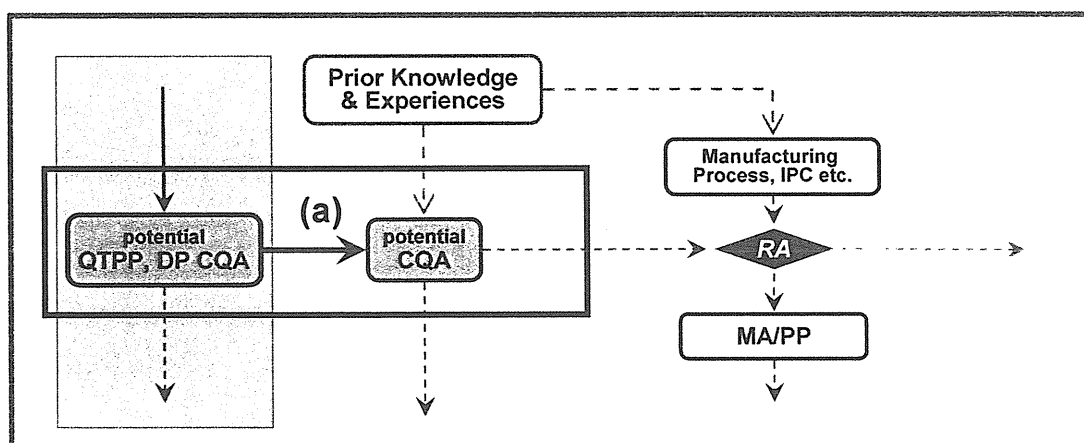 Prior Knowledge
& Experiences
Manufacturing
Process, IPC etc.
(a)
potential
QTPP, DP CQA
potential
CQA
RA
MA/PP